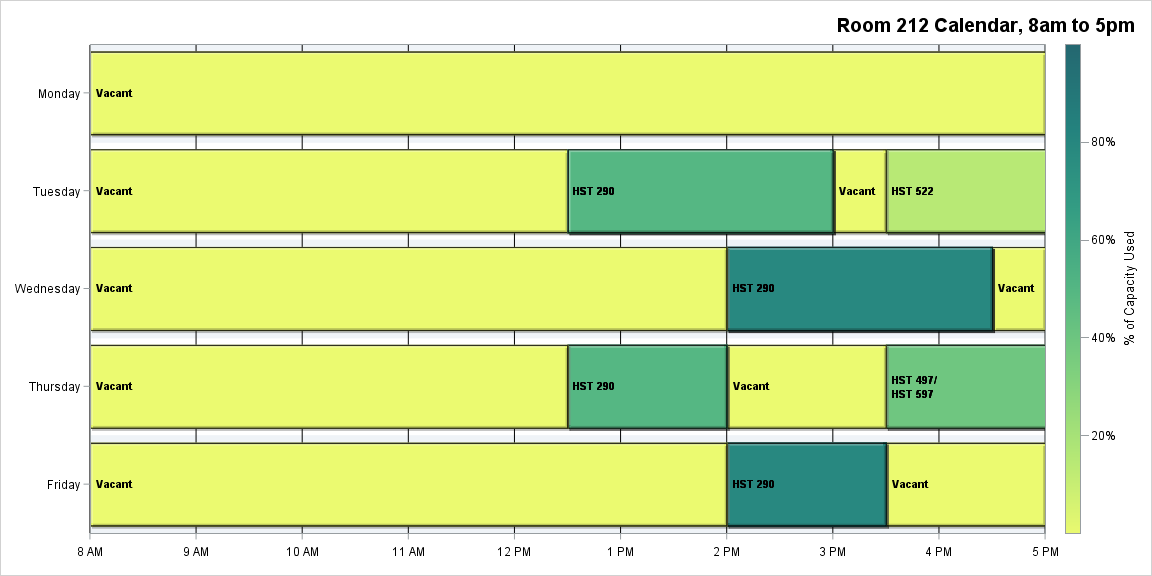 Room 212 Calendar, 8am to 5pm
Monday
Vacant
Tuesday
Vacant
HST 290
Vacant
HST 522
Wednesday
Vacant
HST 290
Vacant
Thursday
Vacant
HST 290
Vacant
HST 497/
HST 597
Friday
Vacant
HST 290
Vacant
8 AM
9 AM
10 AM
11 AM
12 PM
1 PM
2 PM
3 PM
4 PM
5 PM
80%
60%
40%
20%
% of Capacity Used